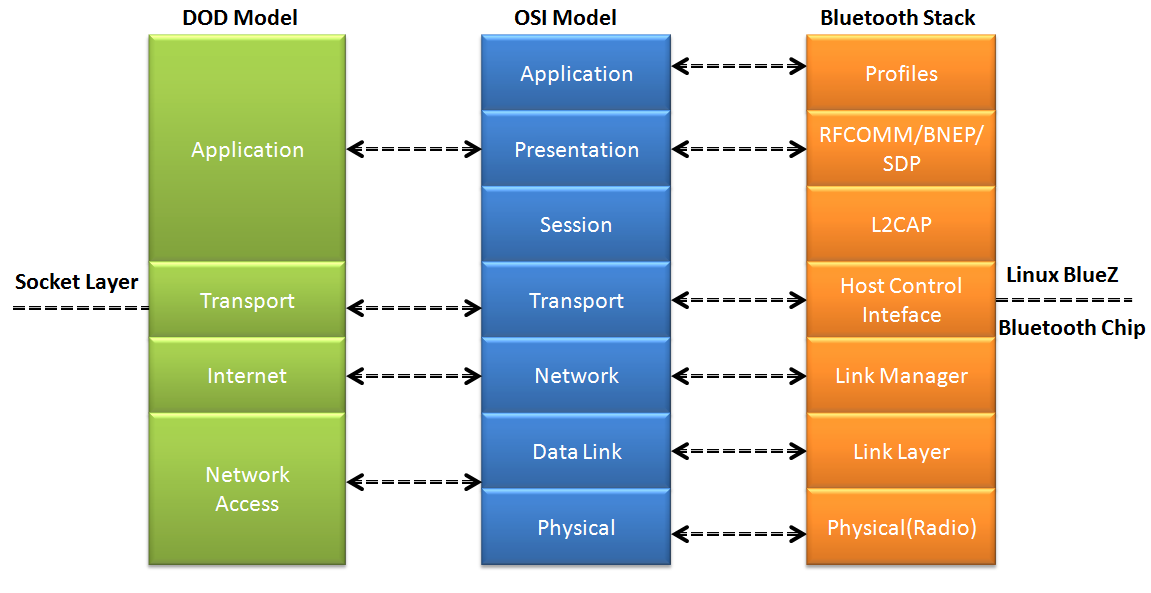 DOD Model
OSI Model
Bluetooth Stack
Application
Transport
Internet
Network
Access
Socket Layer
Application
Presentation
Session
Transport
Network
Data Link
Physical
Profiles
RFCOMM/BNEP/
SDP
L2CAP
Host Control
Inteface
Link Manager
Link Layer
Physical(Radio)
Linux BlueZ
Bluetooth Chip